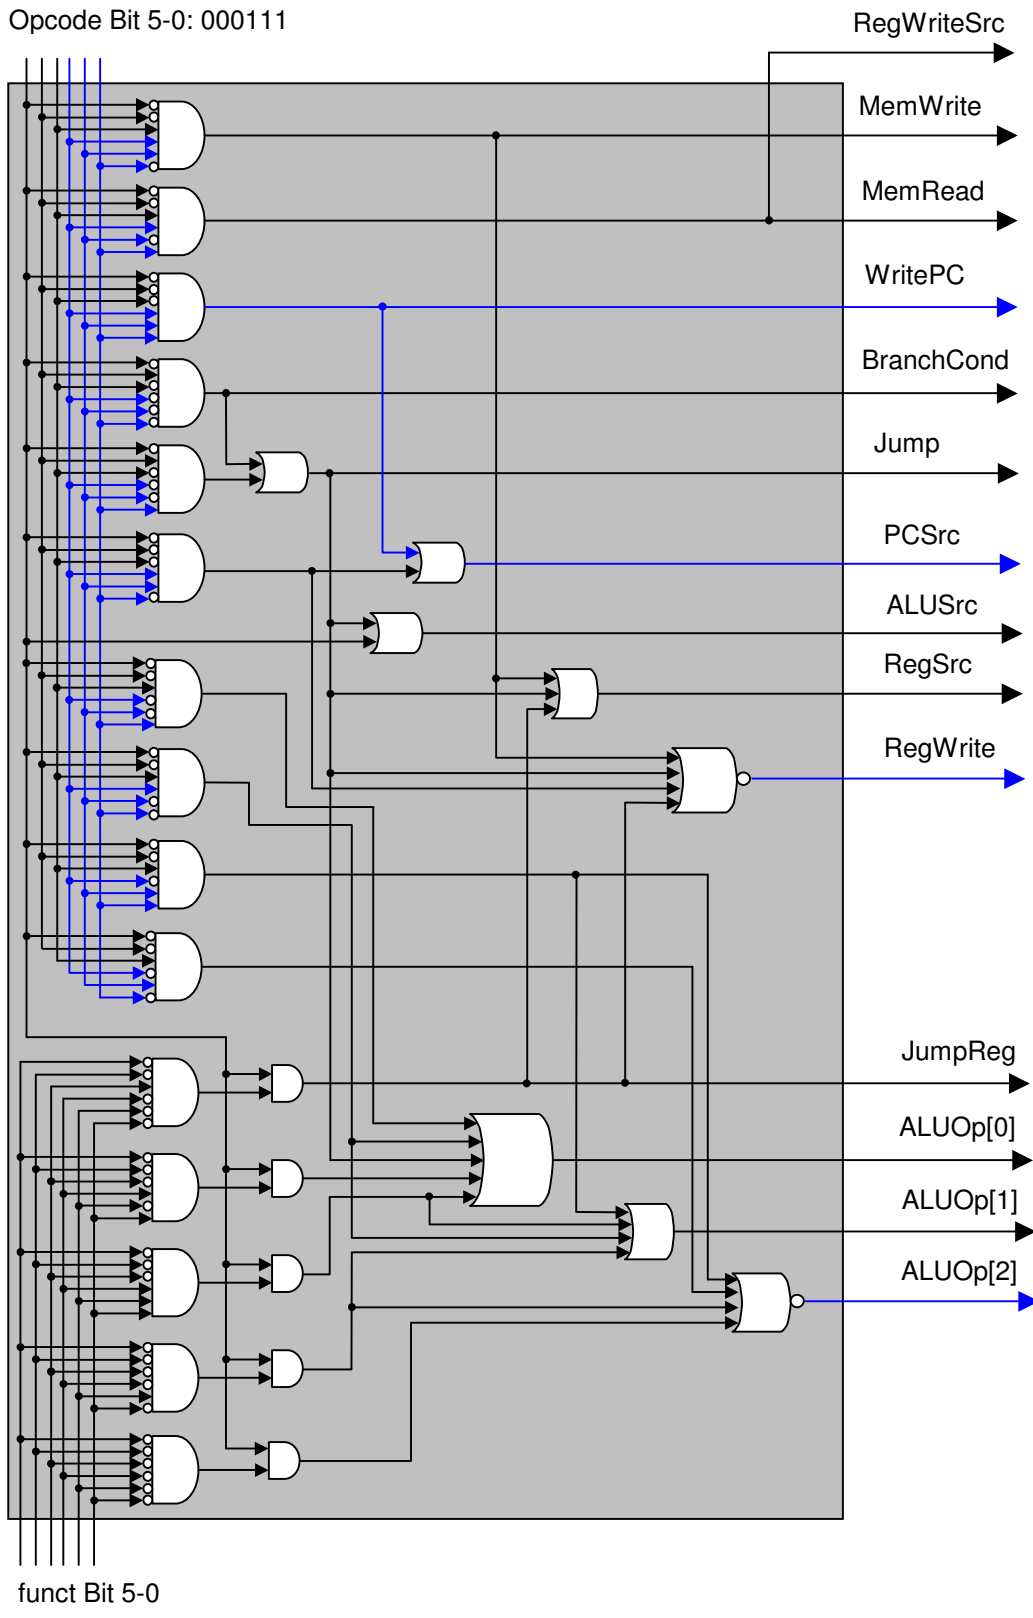 Opcode Bit 5-0: 000111
RegWriteSrc
MemWrite
MemRead
WritePC
BranchCond
Jump
PCSrc
ALUSrc
RegSrc
RegWrite
JumpReg
ALUOp[0]
ALUOp[1]
ALUOp[2]
funct Bit 5-0